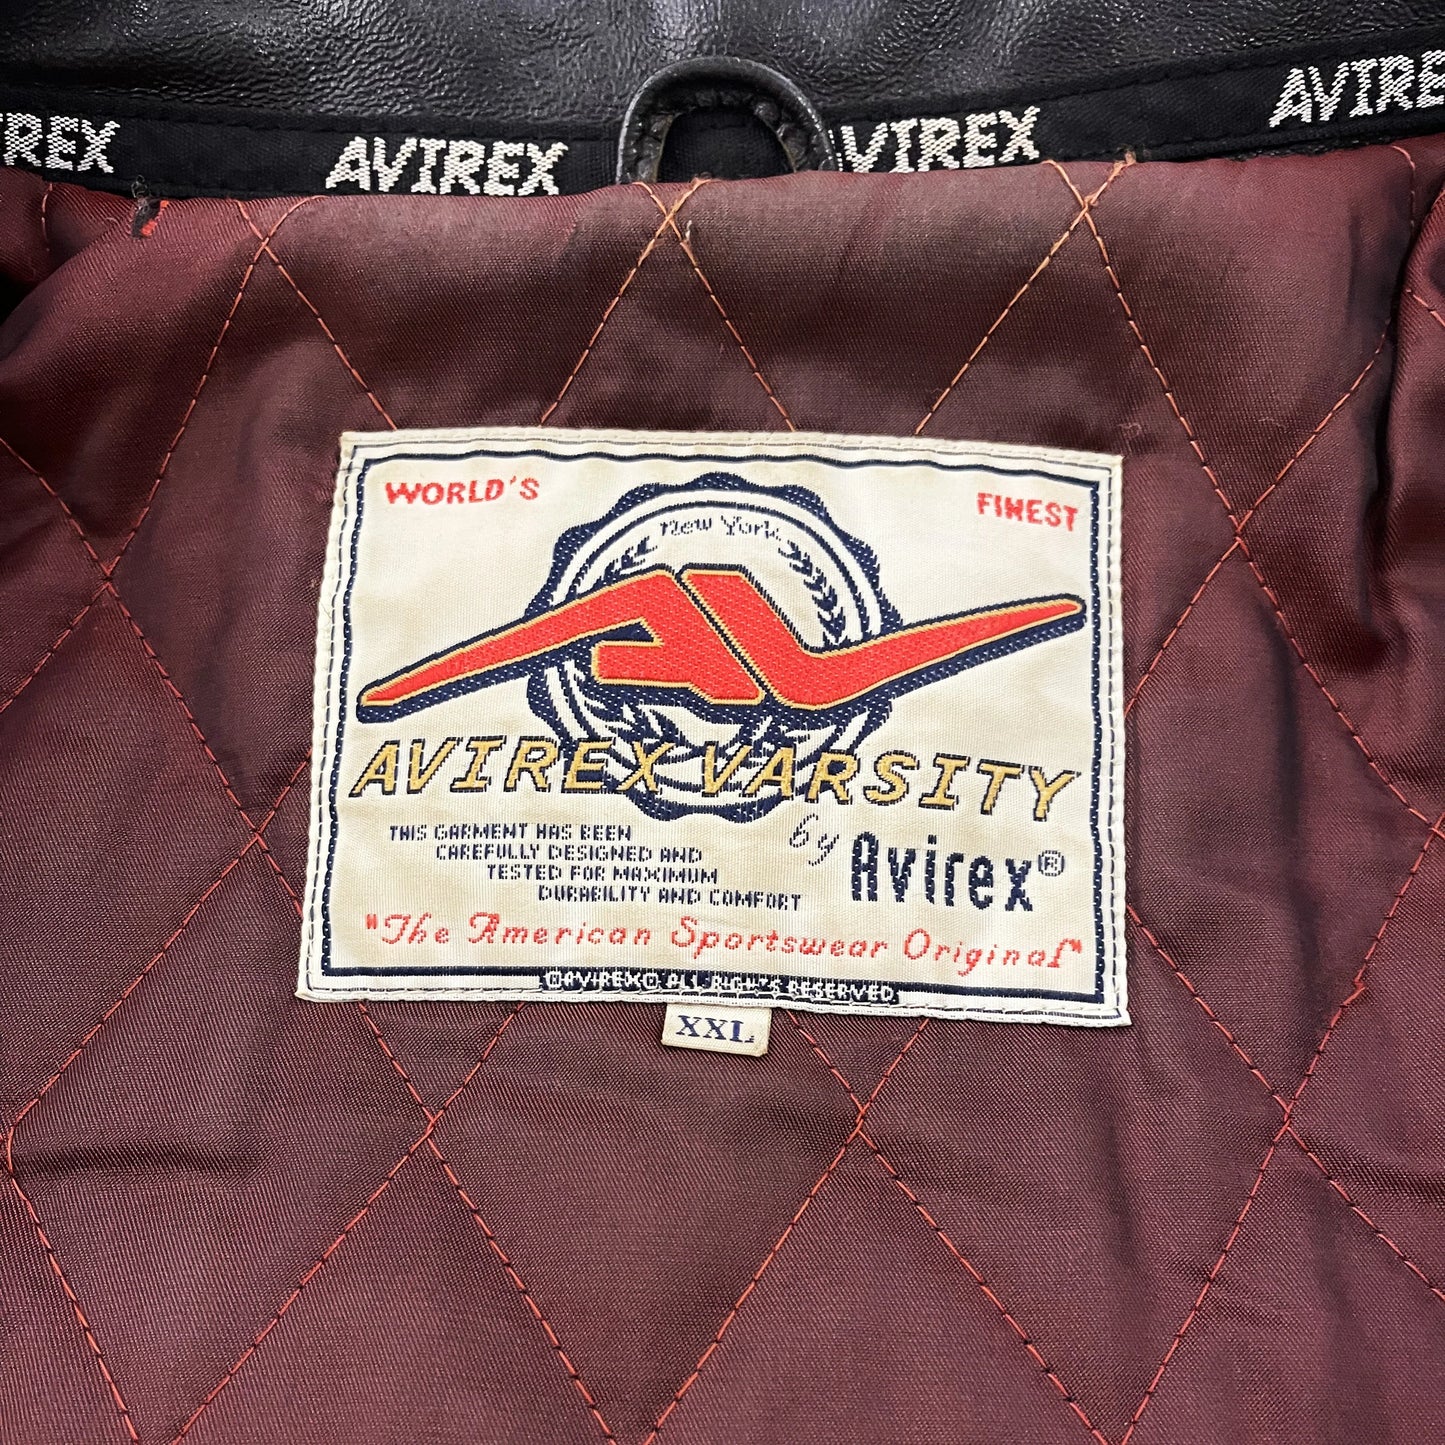 AVIREX
AVIREX
AVIREX
AVIREX
WORLD'S
FINEST
New York
AVIREX VARSITY
by Avirex®
THIS GARMENT HAS BEEN
CAREFULLY DESIGNED AND
TESTED FOR MAXIMUM
DURABILITY AND COMFORT
"The American Sportswear Original"
©AVIREX© ALL RIGHTS RESERVED.
XXL